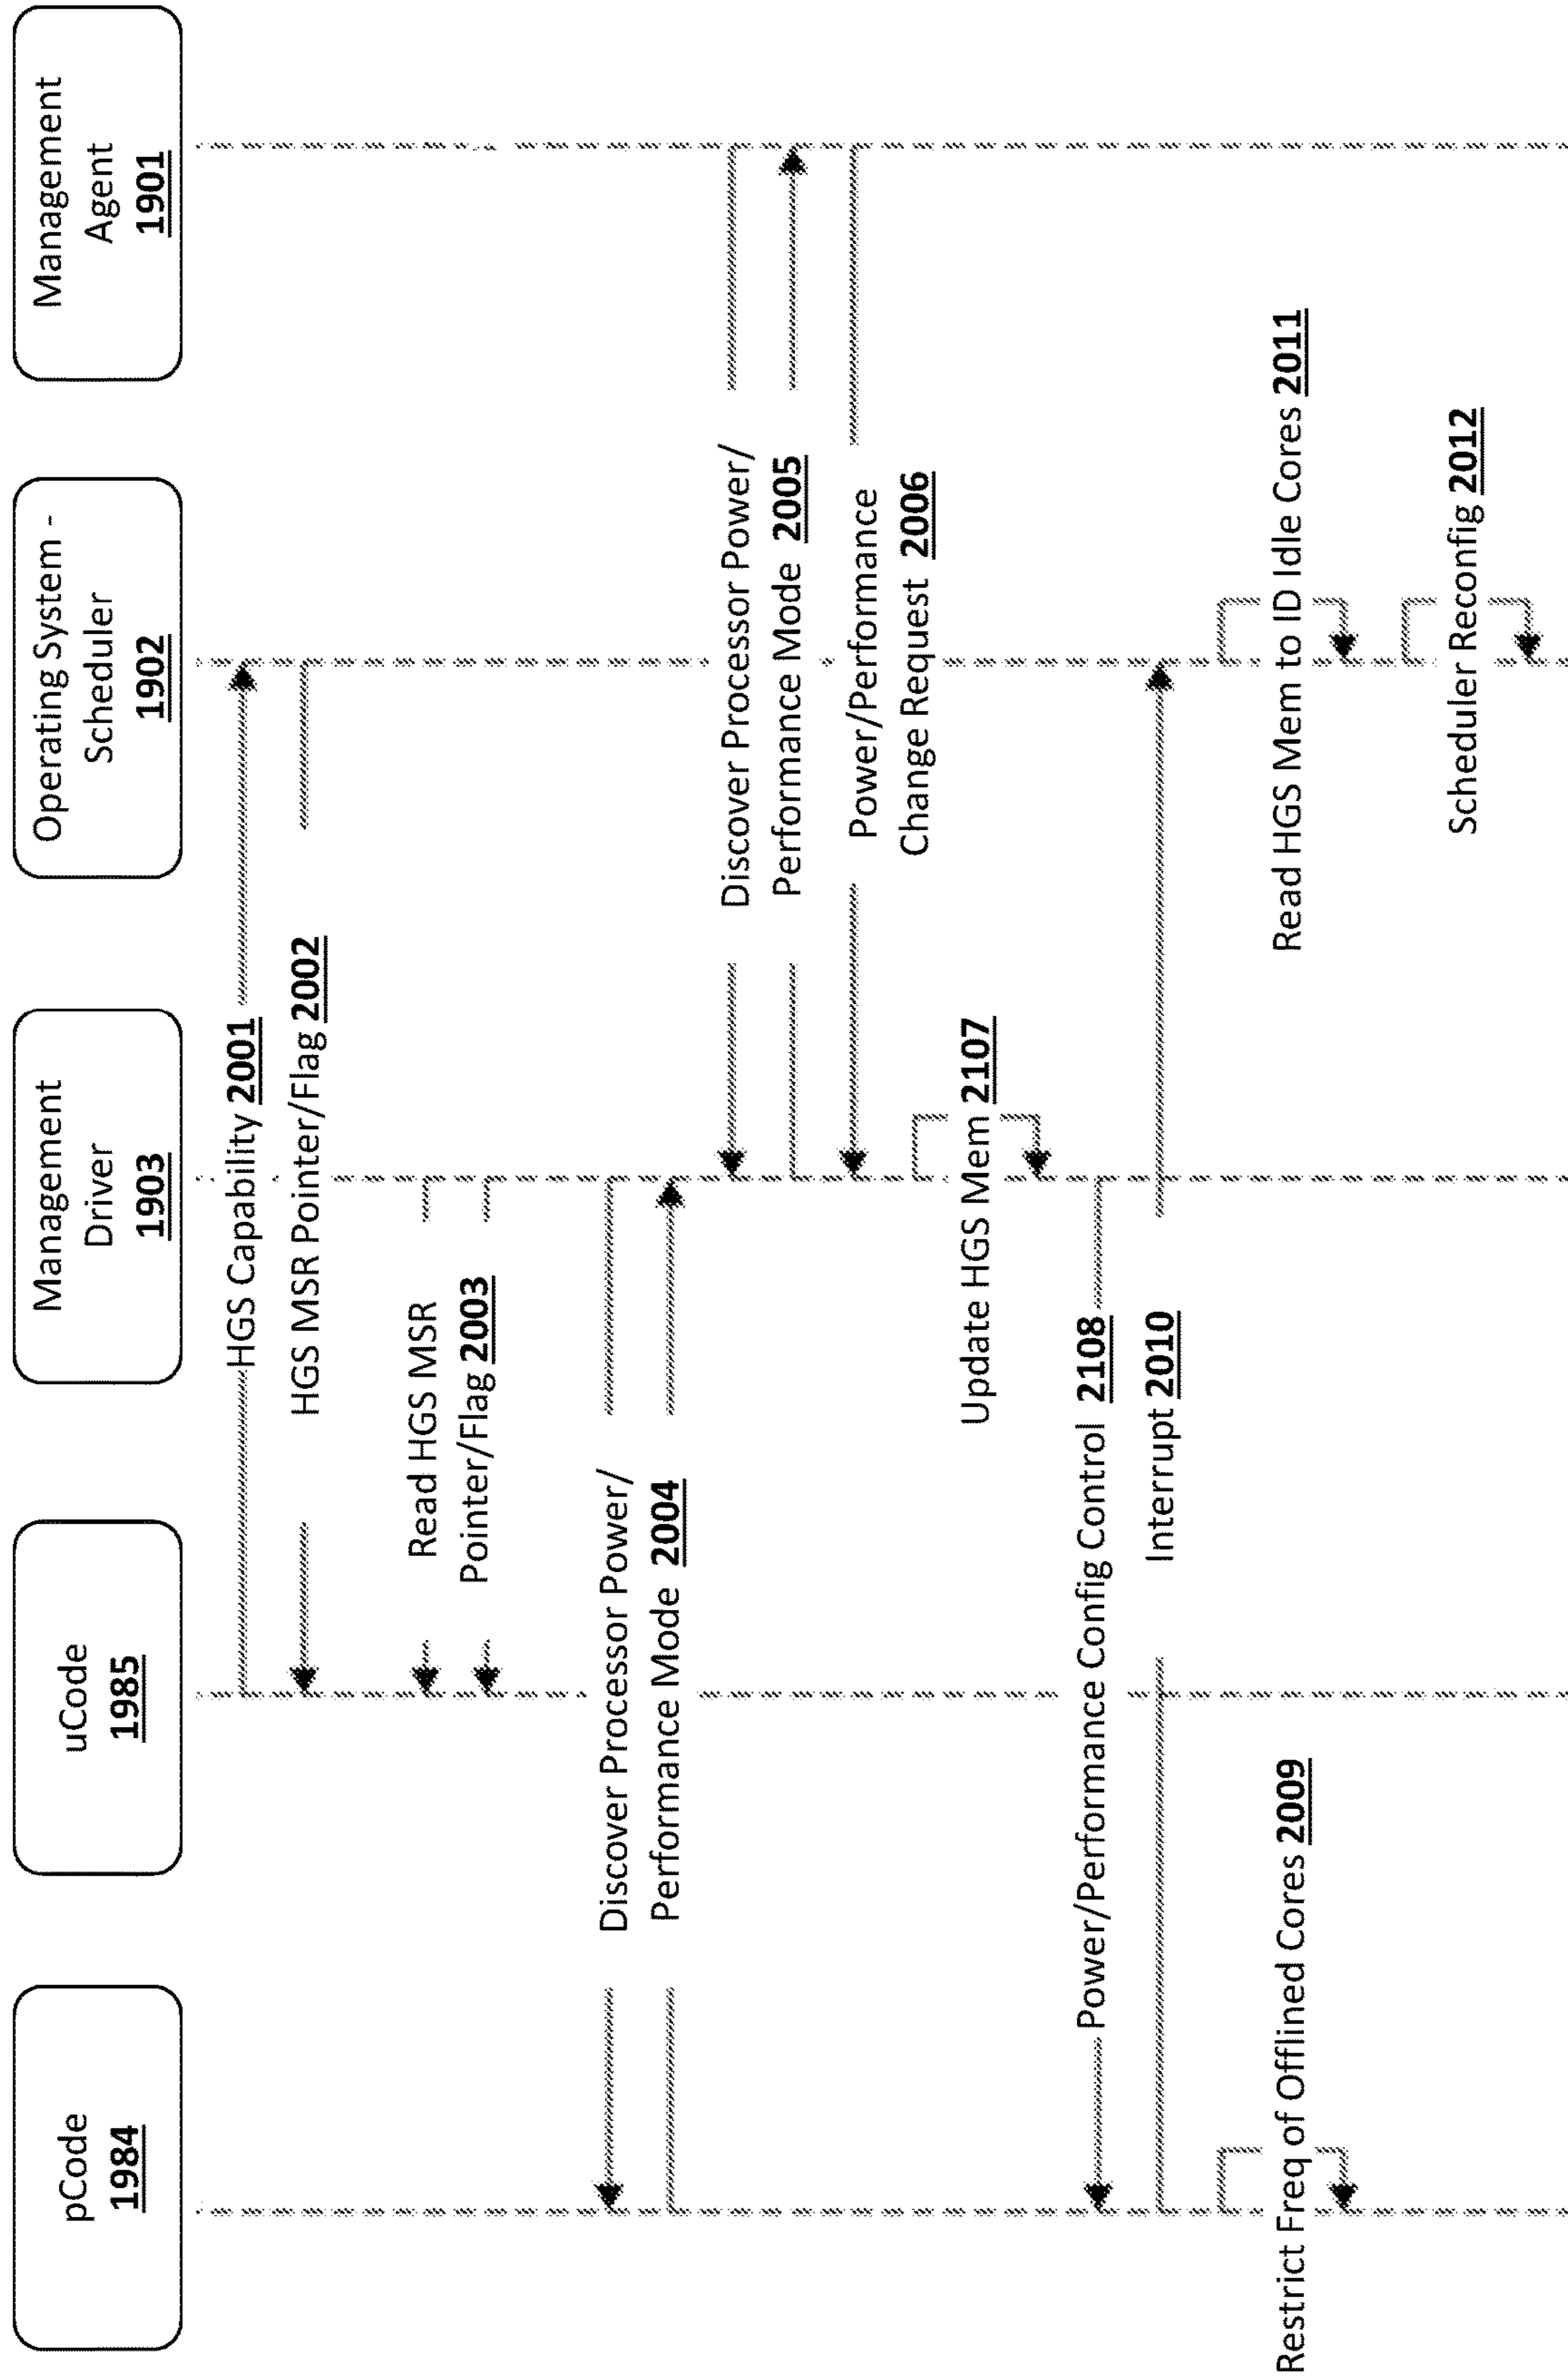 pCode
1984
uCode
1985
Management
Driver
1903
Operating System -
Scheduler
1902
Management
Agent
1901
HGS Capability 2001
HGS MSR Pointer/Flag 2002
Read HGS MSR
Pointer/Flag 2003
Discover Processor Power/
Performance Mode 2004
Discover Processor Power/
Performance Mode 2005
Power/Performance
Change Request 2006
Update HGS Mem 2107
Power/Performance Config Control 2108
Interrupt 2010
Restrict Freq of Offlined Cores 2009
Read HGS Mem to ID Idle Cores 2011
Scheduler Reconfig 2012